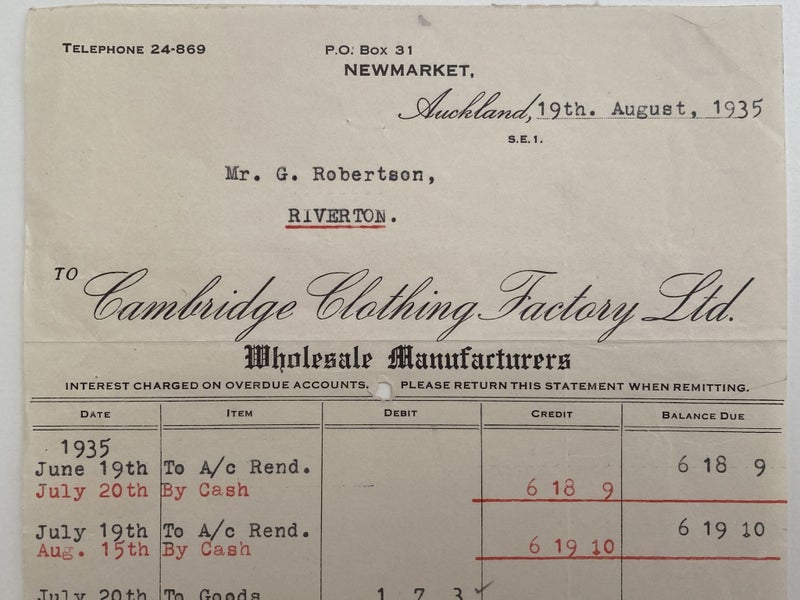 TELEPHONE 24-869
P.O. BOX 31
NEWMARKET,
Auckland, 19th. August, 1935
S.E.1.
Mr. G. Robertson,
RIVERTON.
TO
Cambridge Clothing Factory Ltd.
Wholesale Manufacturers
INTEREST CHARGED ON OVERDUE ACCOUNTS. PLEASE RETURN THIS STATEMENT WHEN REMITTING.
DATE ITEM DEBIT CREDIT BALANCE DUE
1935
June 19th To A/c Rend. 6 18 9
July 20th By Cash 6 18 9
July 19th To A/c Rend. 6 19 10
Aug. 15th By Cash 6 19 10
July 20th To Goods 1 7 3 ✓